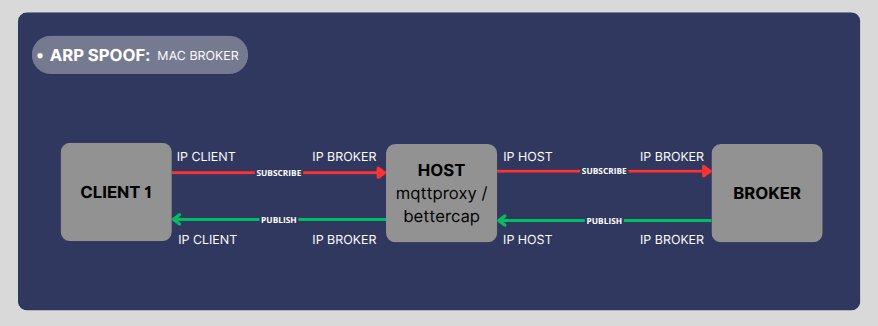 • ARP SPOOF: MAC BROKER
IP CLIENT IP BROKER
SUBSCRIBE
IP HOST IP BROKER
SUBSCRIBE
CLIENT 1
HOST
mqttproxy /
bettercap
BROKER
PUBLISH
IP CLIENT IP BROKER
PUBLISH
IP HOST IP BROKER